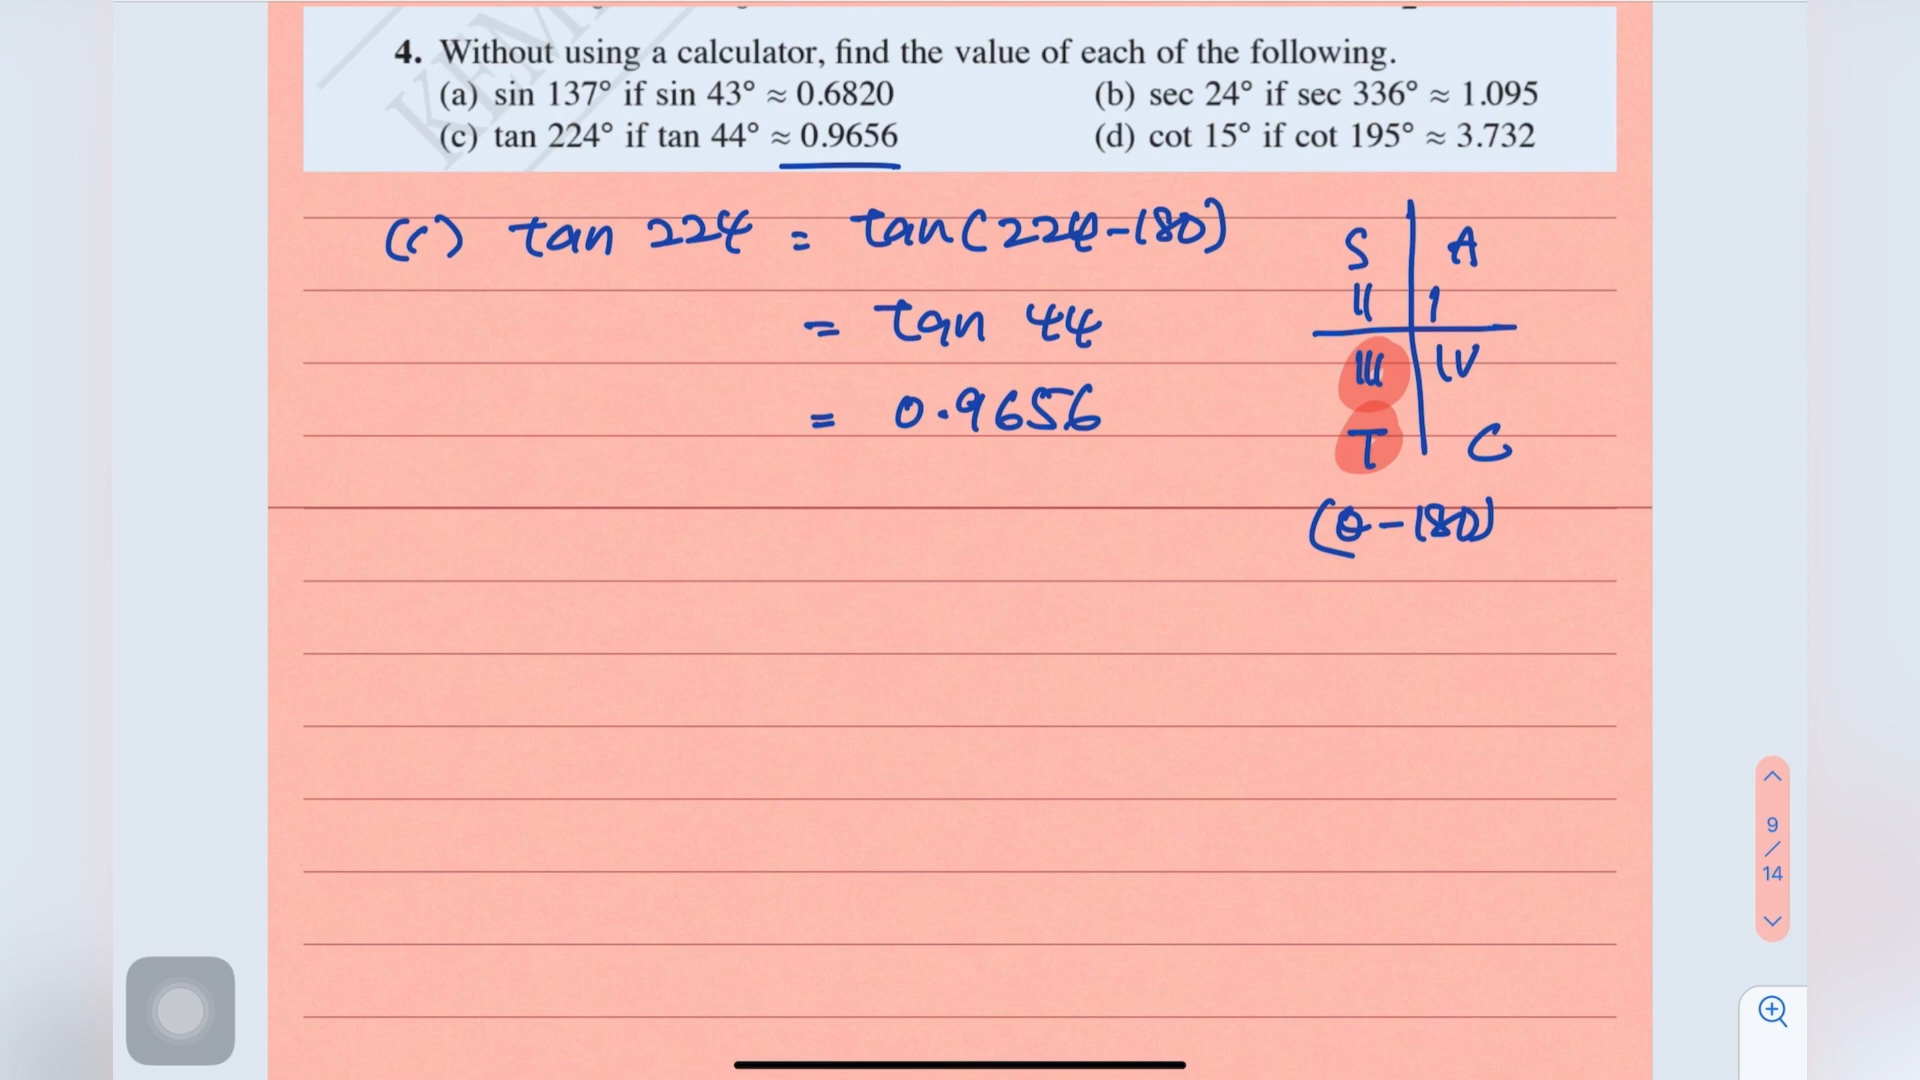 4. Without using a calculator, find the value of each of the following.
(a) sin 137° if sin 43° ≈ 0.6820 (b) sec 24° if sec 336° ≈ 1.095
(c) tan 224° if tan 44° ≈ 0.9656 (d) cot 15° if cot 195° ≈ 3.732
(c) tan 224 = tan(224-180)
= tan 44
= 0.9656
S A
II I
III IV
T C
(θ-180)
9
/
14